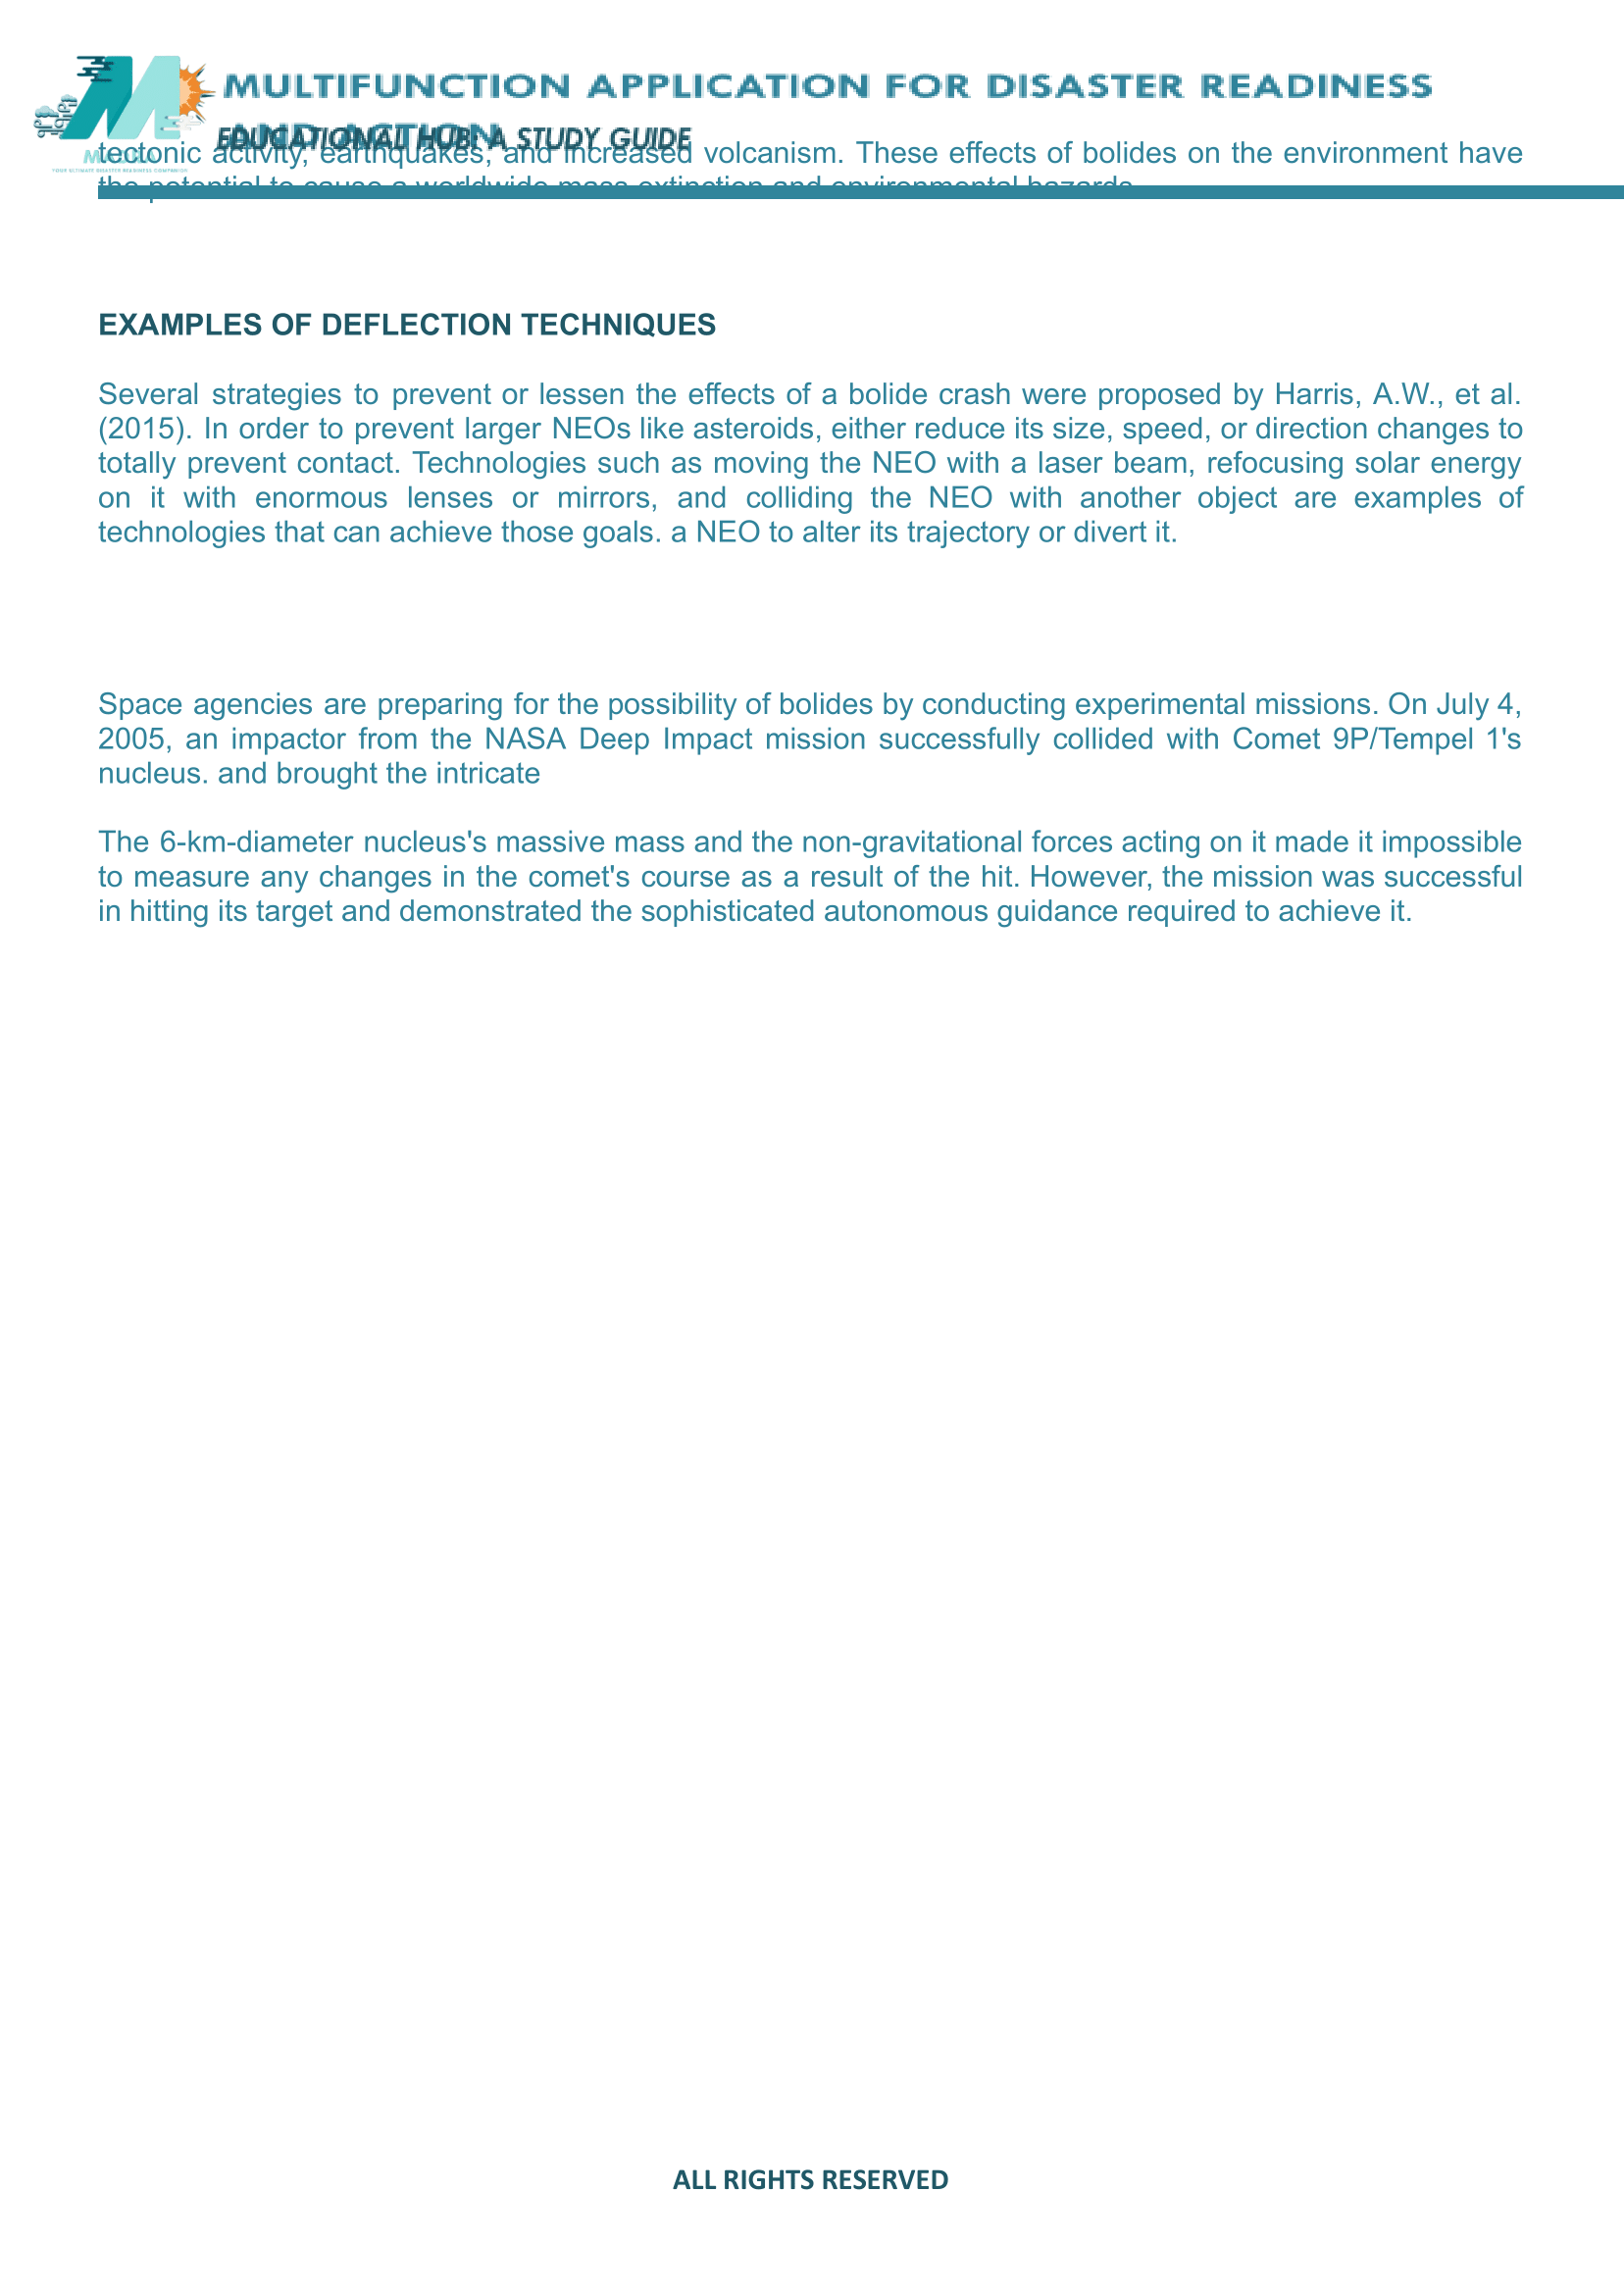 MULTIFUNCTION APPLICATION FOR DISASTER READINESS
AND ACTION
EDUCATIONAL HUB: A STUDY GUIDE
YOUR ULTIMATE DISASTER READINESS COMPANION
tectonic activity, earthquakes, and increased volcanism. These effects of bolides on the environment have
the potential to cause a worldwide mass extinction and environmental hazards.
EXAMPLES OF DEFLECTION TECHNIQUES
Several strategies to prevent or lessen the effects of a bolide crash were proposed by Harris, A.W., et al.
(2015). In order to prevent larger NEOs like asteroids, either reduce its size, speed, or direction changes to
totally prevent contact. Technologies such as moving the NEO with a laser beam, refocusing solar energy
on it with enormous lenses or mirrors, and colliding the NEO with another object are examples of
technologies that can achieve those goals. a NEO to alter its trajectory or divert it.
Space agencies are preparing for the possibility of bolides by conducting experimental missions. On July 4,
2005, an impactor from the NASA Deep Impact mission successfully collided with Comet 9P/Tempel 1's
nucleus. and brought the intricate
The 6-km-diameter nucleus's massive mass and the non-gravitational forces acting on it made it impossible
to measure any changes in the comet's course as a result of the hit. However, the mission was successful
in hitting its target and demonstrated the sophisticated autonomous guidance required to achieve it.
ALL RIGHTS RESERVED